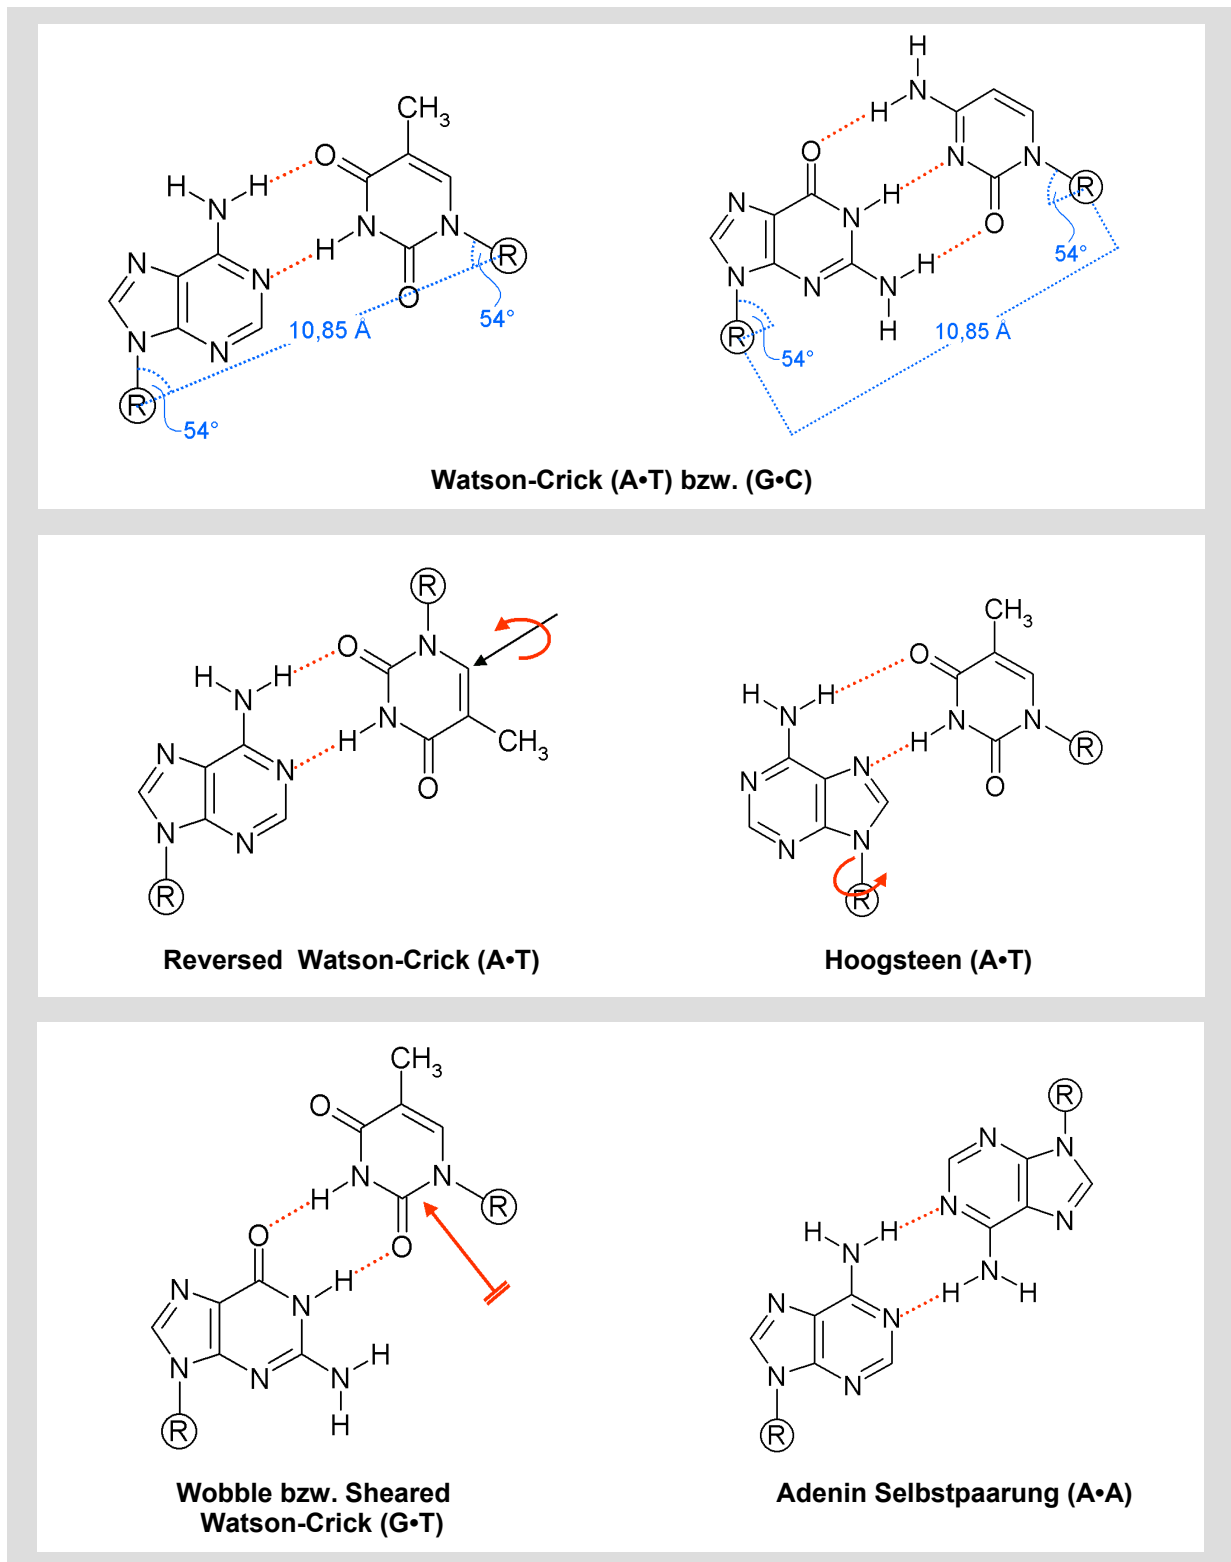 CH3
O
H
H
H
N
N
N
N
H
N
O
R
54°
N
N
10,85 Å
R
54°
H
N
H
O
N
N
N
N
H
R
O
54°
N
N
N
H
H
R
54°
10,85 Å
Watson-Crick (A•T) bzw. (G•C)
R
O
N
H
H
N
N
H
CH3
N
N
O
N
N
R
Reversed Watson-Crick (A•T)
CH3
O
H
H
N
N
N
H
R
N
N
O
N
N
R
Hoogsteen (A•T)
CH3
O
N
N
H
R
O
O
H
N
N
N
N
N
H
H
R
Wobble bzw. Sheared
Watson-Crick (G•T)
R
N
N
N
N
H
H
N
N
H
H
N
N
N
N
R
Adenin Selbstpaarung (A•A)